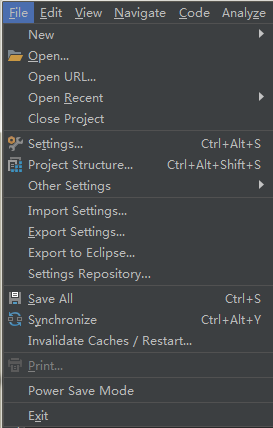 File Edit View Navigate Code Analyze
New
Open...
Open URL...
Open Recent
Close Project
Settings... Ctrl+Alt+S
Project Structure... Ctrl+Alt+Shift+S
Other Settings
Import Settings...
Export Settings...
Export to Eclipse...
Settings Repository...
Save All Ctrl+S
Synchronize Ctrl+Alt+Y
Invalidate Caches / Restart...
Print...
Power Save Mode
Exit